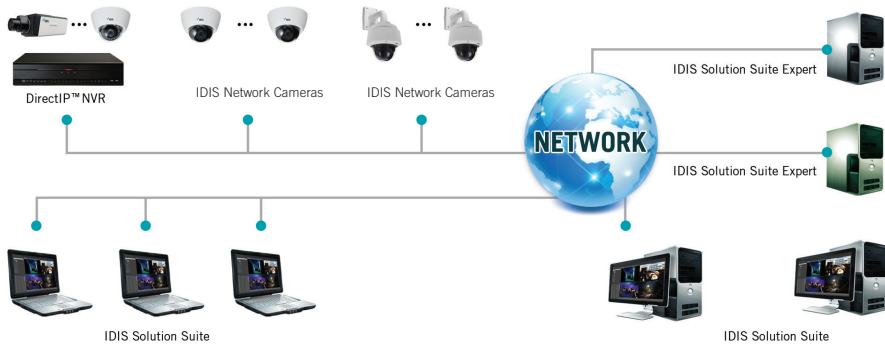 DirectIP™ NVR
IDIS Network Cameras
IDIS Network Cameras
IDIS Solution Suite Expert
NETWORK
IDIS Solution Suite Expert
IDIS Solution Suite
IDIS Solution Suite